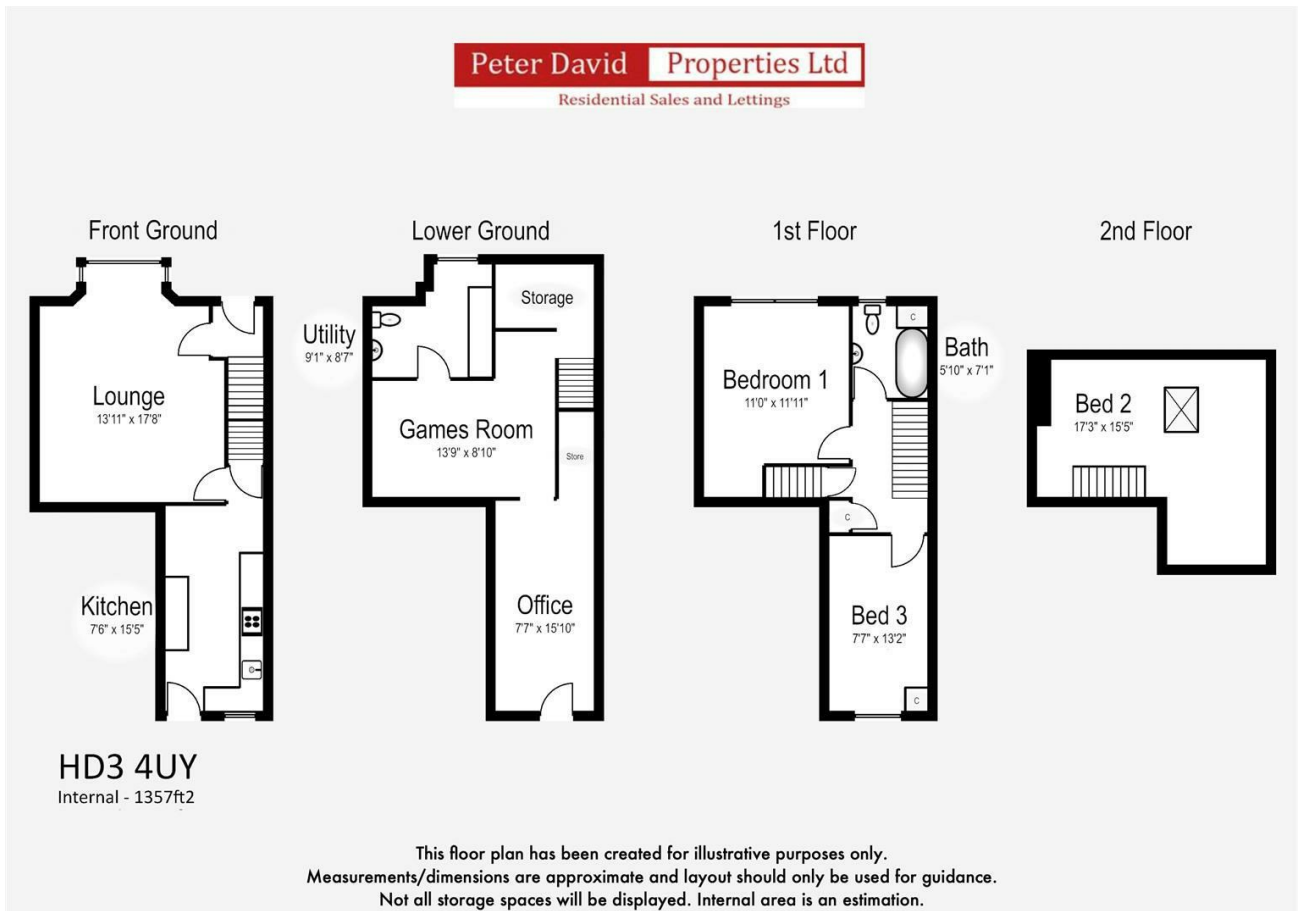 Peter David Properties Ltd
Residential Sales and Lettings
Front Ground
Lounge
13'11" x 17'8"
Kitchen
7'6" x 15'5"
Lower Ground
Storage
Utility
9'1" x 8'7"
Games Room
13'9" x 8'10"
Store
Office
7'7" x 15'10"
1st Floor
C
Bath
5'10" x 7'1"
Bedroom 1
11'0" x 11'11"
C
Bed 3
7'7" x 13'2"
C
2nd Floor
Bed 2
17'3" x 15'5"
HD3 4UY
Internal - 1357ft2
This floor plan has been created for illustrative purposes only.
Measurements/dimensions are approximate and layout should only be used for guidance.
Not all storage spaces will be displayed. Internal area is an estimation.